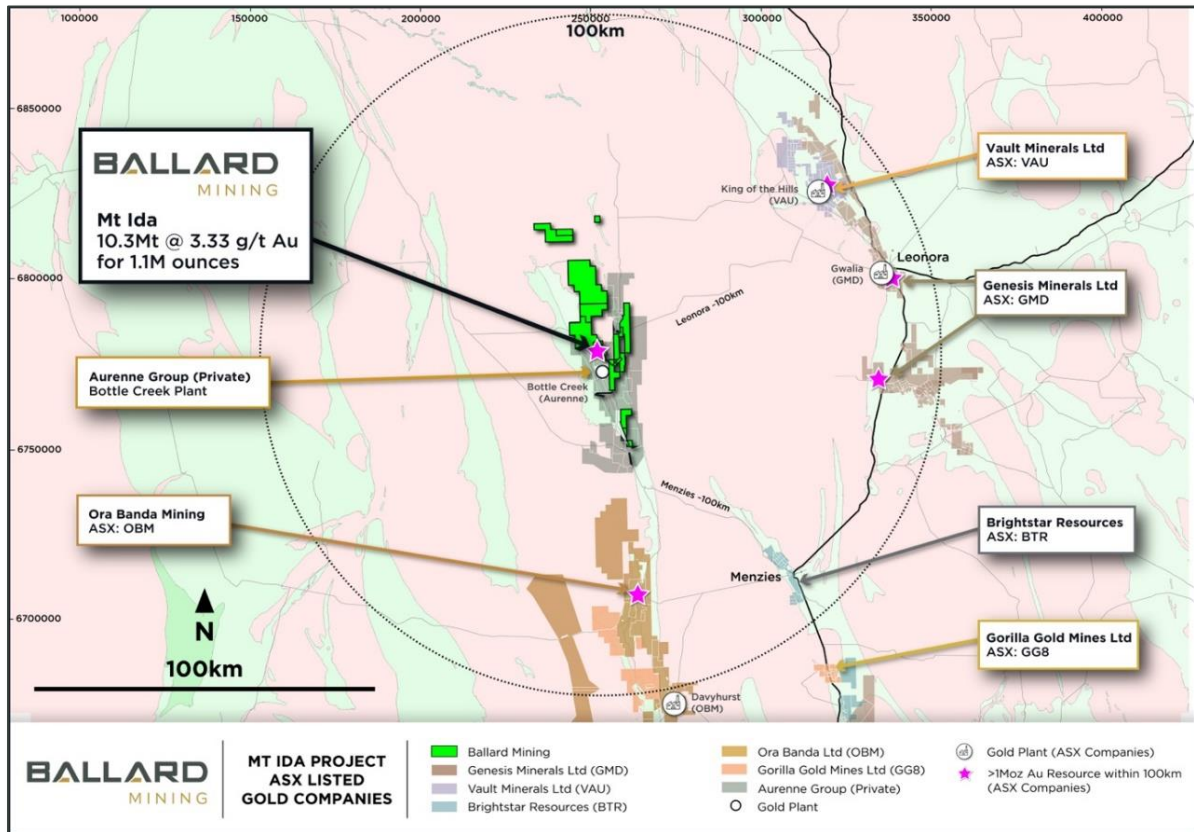 100000
150000
200000
250000
300000
350000
400000
100km
6850000
6800000
6750000
6700000
BALLARD
MINING
Mt Ida
10.3Mt @ 3.33 g/t Au
for 1.1M ounces
Vault Minerals Ltd
ASX: VAU
King of the Hills
(VAU)
Leonora
Gwalia
(GMD)
Genesis Minerals Ltd
ASX: GMD
Leonora ~100km
Aurenne Group (Private)
Bottle Creek Plant
Bottle Creek
(Aurenne)
Menzies ~100km
Ora Banda Mining
ASX: OBM
Brightstar Resources
ASX: BTR
Menzies
N
100km
Gorilla Gold Mines Ltd
ASX: GG8
Davyhurst
(OBM)
BALLARD
MINING
MT IDA PROJECT
ASX LISTED
GOLD COMPANIES
Ballard Mining
Genesis Minerals Ltd (GMD)
Vault Minerals Ltd (VAU)
Brightstar Resources (BTR)
Ora Banda Ltd (OBM)
Gorilla Gold Mines Ltd (GG8)
Aurenne Group (Private)
Gold Plant
Gold Plant (ASX Companies)
>1Moz Au Resource within 100km
(ASX Companies)